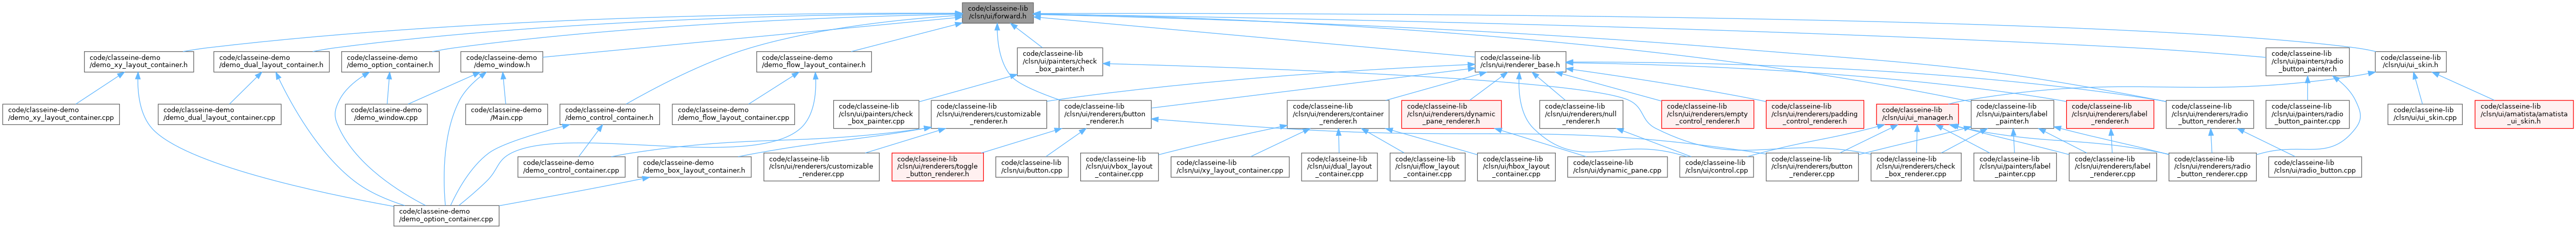 code/classeine-lib
/clsn/ui/forward.h
code/classeine-demo
/demo_xy_layout_container.h
code/classeine-demo
/demo_dual_layout_container.h
code/classeine-demo
/demo_option_container.h
code/classeine-demo
/demo_window.h
code/classeine-demo
/demo_flow_layout_container.h
code/classeine-lib
/clsn/ui/painters/check
_box_painter.h
code/classeine-lib
/clsn/ui/renderer_base.h
code/classeine-lib
/clsn/ui/painters/radio
_button_painter.h
code/classeine-lib
/clsn/ui/ui_skin.h
code/classeine-demo
/demo_xy_layout_container.cpp
code/classeine-demo
/demo_dual_layout_container.cpp
code/classeine-demo
/demo_window.cpp
code/classeine-demo
/Main.cpp
code/classeine-demo
/demo_control_container.h
code/classeine-demo
/demo_flow_layout_container.cpp
code/classeine-lib
/clsn/ui/painters/check
_box_painter.cpp
code/classeine-lib
/clsn/ui/renderers/customizable
_renderer.h
code/classeine-lib
/clsn/ui/renderers/button
_renderer.h
code/classeine-lib
/clsn/ui/renderers/container
_renderer.h
code/classeine-lib
/clsn/ui/renderers/dynamic
_pane_renderer.h
code/classeine-lib
/clsn/ui/renderers/null
_renderer.h
code/classeine-lib
/clsn/ui/renderers/empty
_control_renderer.h
code/classeine-lib
/clsn/ui/renderers/padding
_control_renderer.h
code/classeine-lib
/clsn/ui/ui_manager.h
code/classeine-lib
/clsn/ui/painters/label
_painter.h
code/classeine-lib
/clsn/ui/renderers/label
_renderer.h
code/classeine-lib
/clsn/ui/renderers/radio
_button_renderer.h
code/classeine-lib
/clsn/ui/painters/radio
_button_painter.cpp
code/classeine-lib
/clsn/ui/ui_skin.cpp
code/classeine-lib
/clsn/ui/amatista/amatista
_ui_skin.h
code/classeine-demo
/demo_control_container.cpp
code/classeine-demo
/demo_box_layout_container.h
code/classeine-lib
/clsn/ui/renderers/customizable
_renderer.cpp
code/classeine-lib
/clsn/ui/renderers/toggle
_button_renderer.h
code/classeine-lib
/clsn/ui/button.cpp
code/classeine-lib
/clsn/ui/vbox_layout
_container.cpp
code/classeine-lib
/clsn/ui/xy_layout_container.cpp
code/classeine-lib
/clsn/ui/dual_layout
_container.cpp
code/classeine-lib
/clsn/ui/flow_layout
_container.cpp
code/classeine-lib
/clsn/ui/hbox_layout
_container.cpp
code/classeine-lib
/clsn/ui/dynamic_pane.cpp
code/classeine-lib
/clsn/ui/control.cpp
code/classeine-lib
/clsn/ui/renderers/button
_renderer.cpp
code/classeine-lib
/clsn/ui/renderers/check
_box_renderer.cpp
code/classeine-lib
/clsn/ui/painters/label
_painter.cpp
code/classeine-lib
/clsn/ui/renderers/label
_renderer.cpp
code/classeine-lib
/clsn/ui/renderers/radio
_button_renderer.cpp
code/classeine-lib
/clsn/ui/radio_button.cpp
code/classeine-demo
/demo_option_container.cpp